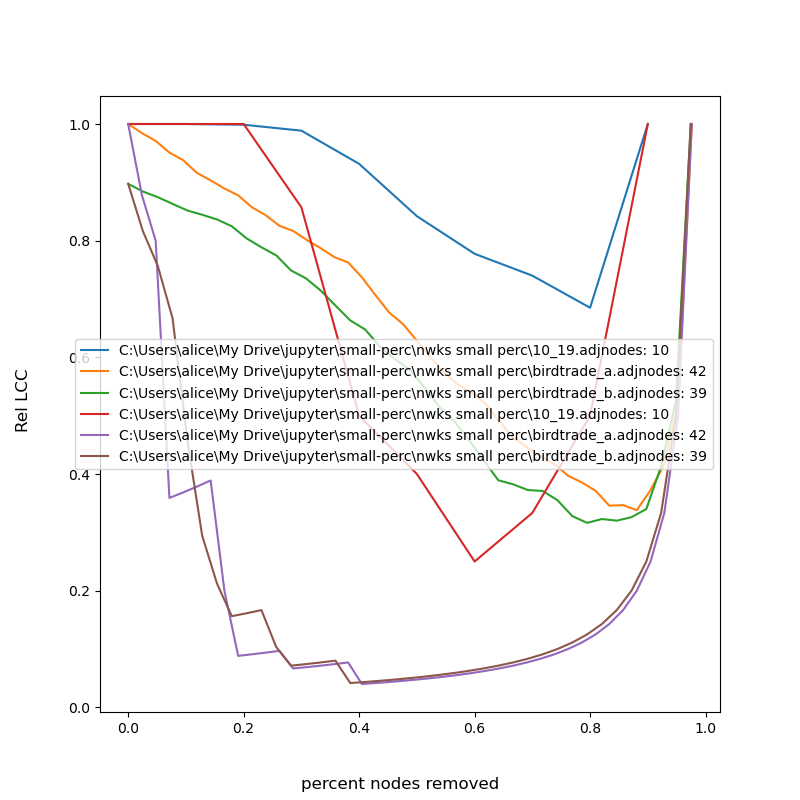 1.0
0.8
0.6
0.4
0.2
0.0
Rel LCC
C:\Users\alice\My Drive\jupyter\small-perc\nwks small perc\10_19.adjnodes: 10
C:\Users\alice\My Drive\jupyter\small-perc\nwks small perc\birdtrade_a.adjnodes: 42
C:\Users\alice\My Drive\jupyter\small-perc\nwks small perc\birdtrade_b.adjnodes: 39
C:\Users\alice\My Drive\jupyter\small-perc\nwks small perc\10_19.adjnodes: 10
C:\Users\alice\My Drive\jupyter\small-perc\nwks small perc\birdtrade_a.adjnodes: 42
C:\Users\alice\My Drive\jupyter\small-perc\nwks small perc\birdtrade_b.adjnodes: 39
0.0 0.2 0.4 0.6 0.8 1.0
percent nodes removed